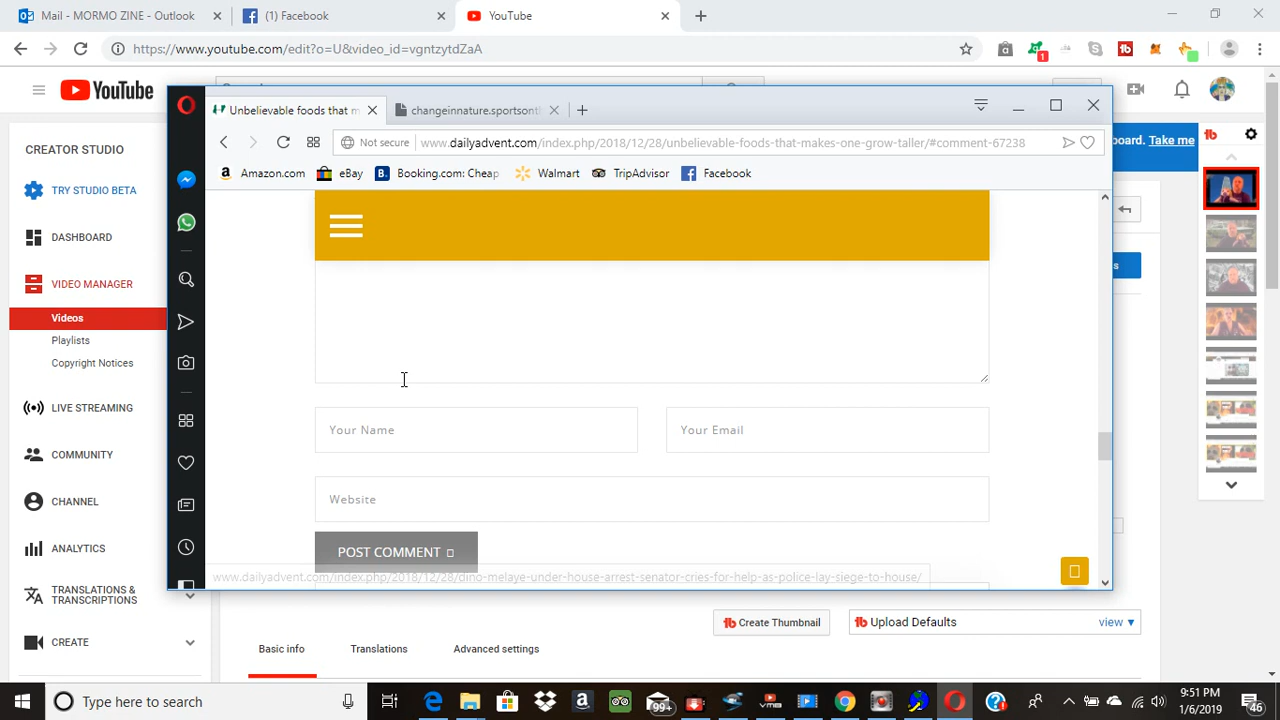 Mail - MORMO ZINE - Outlook
(1) Facebook
YouTube
https://www.youtube.com/edit?o=U&video_id=vgntzytdZaA
1
YouTube
CREATOR STUDIO
TRY STUDIO BETA
DASHBOARD
VIDEO MANAGER
Videos
Playlists
Copyright Notices
LIVE STREAMING
COMMUNITY
CHANNEL
ANALYTICS
TRANSLATIONS &
TRANSCRIPTIONS
CREATE
board. Take me
Unbelievable foods that m
changeinnature.sportsont
Not secure
.dailyadvent.com/index.php/2018/12/28/unbelievable-foods-that-makes-one-grow-taller/#comment-67238
Amazon.com
eBay
Booking.com: Cheap
Walmart
TripAdvisor
Facebook
Your Name
Your Email
Website
POST COMMENT
www.dailyadvent.com/index.php/2018/12/28/dino-melaye-under-house-arrest-senator-cries-for-help-as-police-lay-siege-to-house/
Create Thumbnail
Upload Defaults
view ▼
Basic info
Translations
Advanced settings
Type here to search
99+
9:51 PM
1/6/2019
46